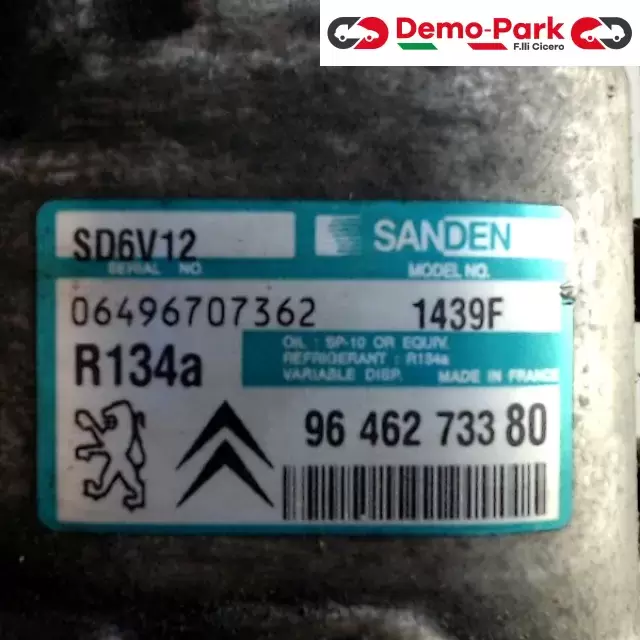 Demo-Park
F.lli Cicero
SD6V12 SANDEN
SERIAL NO. MODEL NO.
06496707362 1439F
R134a
OIL : SP-10 OR EQUIV.
REFRIGERANT : R134a
VARIABLE DISP. MADE IN FRANCE
96 462 733 80